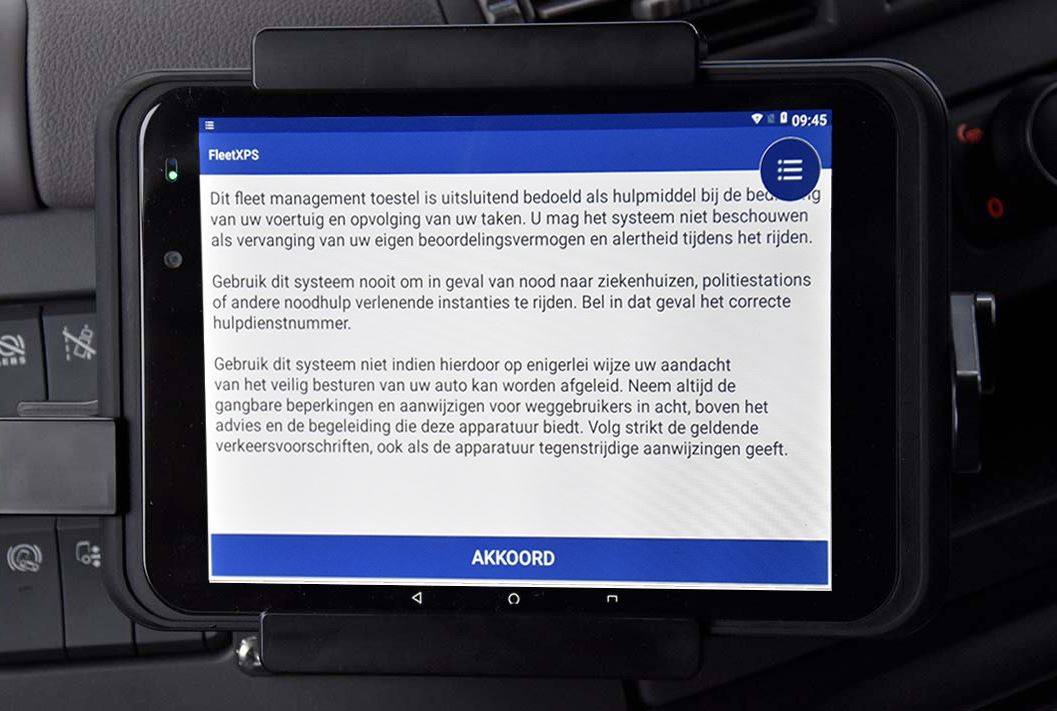 09:45
FleetXPS
Dit fleet management toestel is uitsluitend bedoeld als hulpmiddel bij de
van uw voertuig en opvolging van uw taken. U mag het systeem niet beschouwen
als vervanging van uw eigen beoordelingsvermogen en alertheid tijdens het rijden.
Gebruik dit systeem nooit om in geval van nood naar ziekenhuizen, politiestations
of andere noodhulp verlenende instanties te rijden. Bel in dat geval het correcte
hulpdienstnummer.
Gebruik dit systeem niet indien hierdoor op enigerlei wijze uw aandacht
van het veilig besturen van uw auto kan worden afgeleid. Neem altijd de
gangbare beperkingen en aanwijzigen voor weggebruikers in acht, boven het
advies en de begeleiding die deze apparatuur biedt. Volg strikt de geldende
verkeersvoorschriften, ook als de apparatuur tegenstrijdige aanwijzingen geeft.
AKKOORD